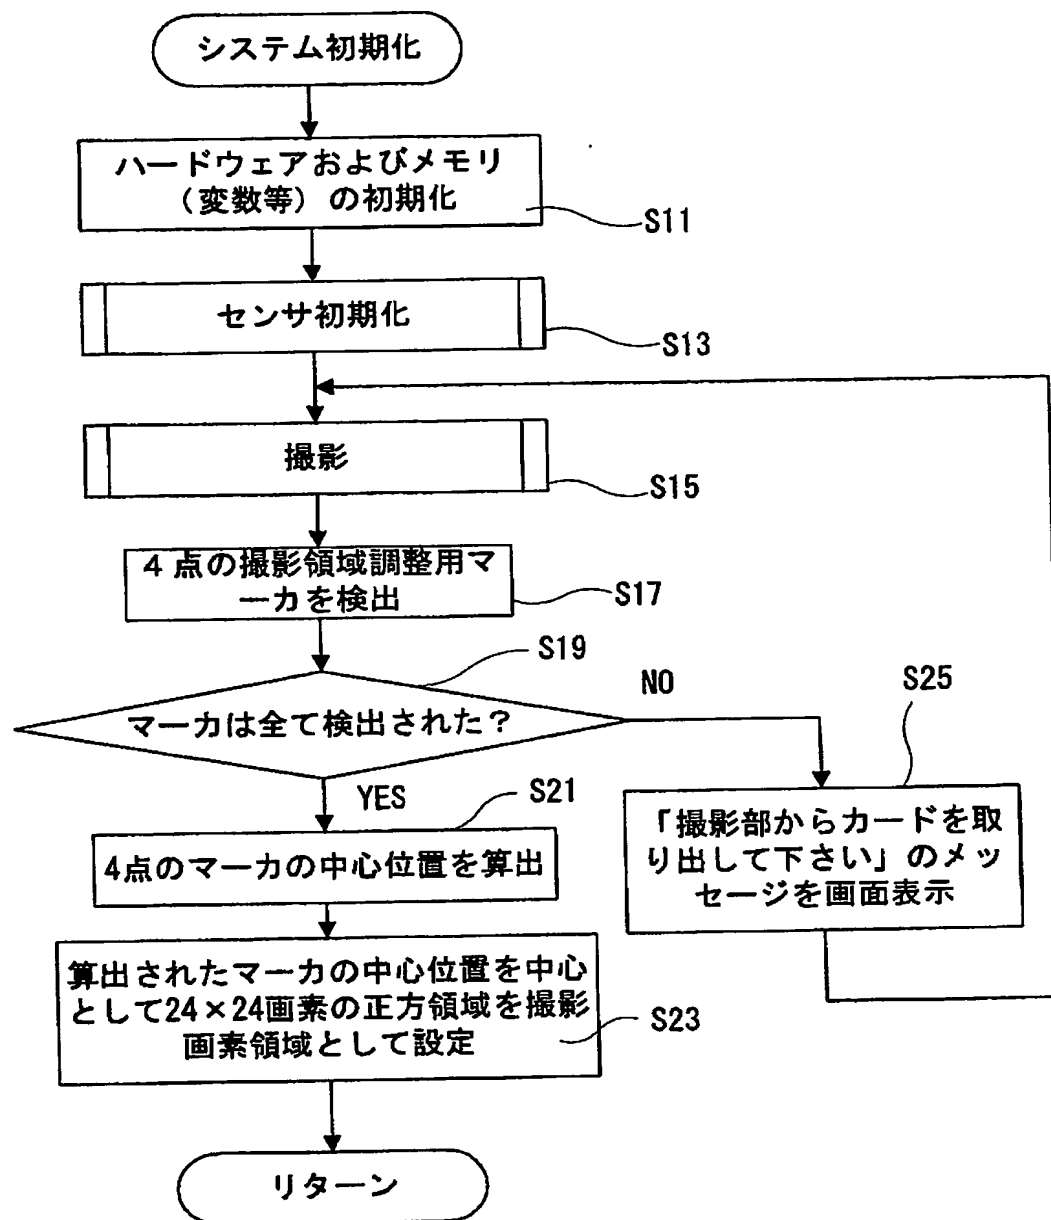 システム初期化
ハードウェアおよびメモリ
(変数等)の初期化
S11
センサ初期化
S13
撮影
S15
4点の撮影領域調整用マ
ーカを検出
S17
S19
マーカは全て検出された?
NO
YES
S25
「撮影部からカードを取
り出して下さい」のメッ
セージを画面表示
S21
4点のマーカの中心位置を算出
算出されたマーカの中心位置を中心
として24×24画素の正方領域を撮影
画素領域として設定
S23
リターン